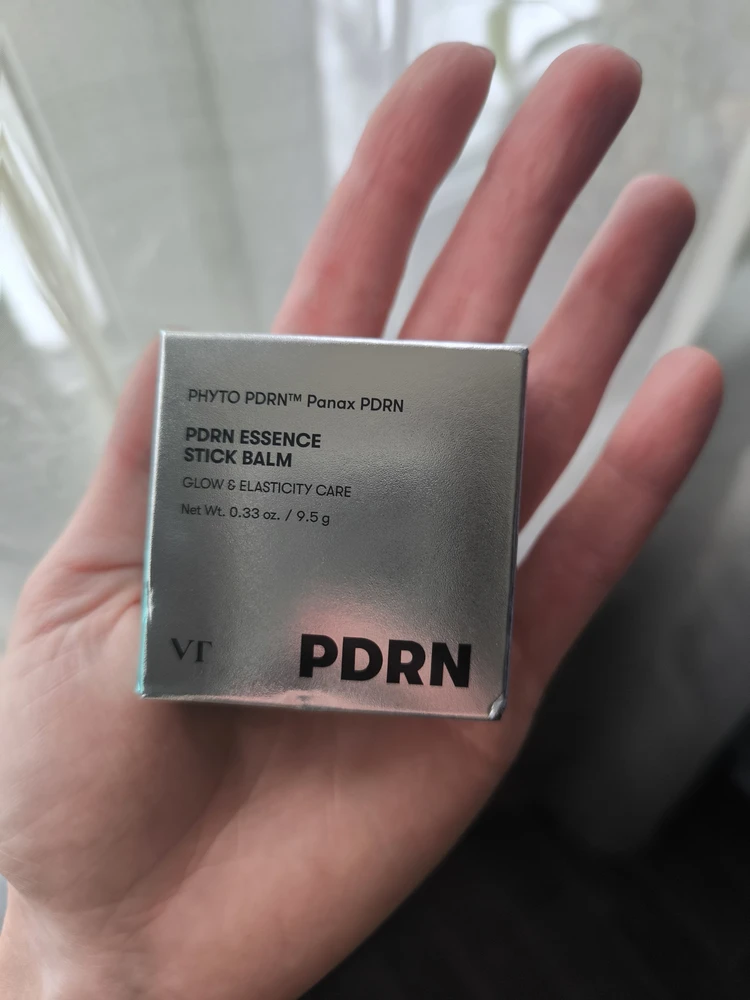 PHYTO PDRN™ Panax PDRN
PDRN ESSENCE
STICK BALM
GLOW & ELASTICITY CARE
Net Wt. 0.33 oz. / 9.5 g
VT
PDRN